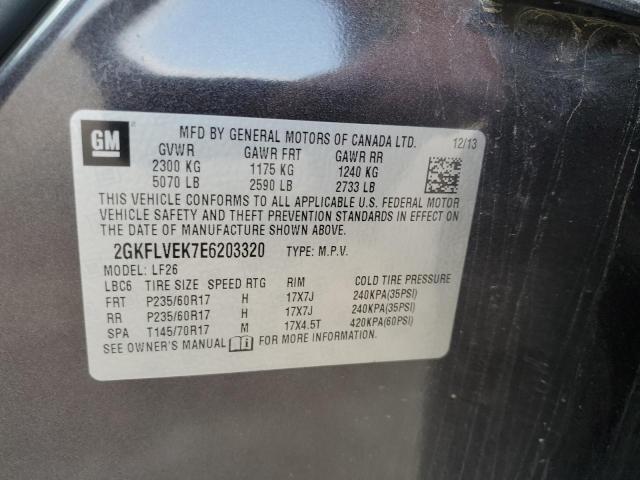 GM
MFD BY GENERAL MOTORS OF CANADA LTD. 12/13
GVWR GAWR FRT GAWR RR
2300 KG 1175 KG 1240 KG
5070 LB 2590 LB 2733 LB
THIS VEHICLE CONFORMS TO ALL APPLICABLE U.S. FEDERAL MOTOR
VEHICLE SAFETY AND THEFT PREVENTION STANDARDS IN EFFECT ON
THE DATE OF MANUFACTURE SHOWN ABOVE.
2GKFLVEK7E6203320 TYPE: M.P.V.
MODEL: LF26
LBC6 TIRE SIZE SPEED RTG RIM COLD TIRE PRESSURE
FRT P235/60R17 H 17X7J 240KPA(35PSI)
RR P235/60R17 H 17X7J 240KPA(35PSI)
SPA T145/70R17 M 17X4.5T 420KPA(60PSI)
SEE OWNER'S MANUAL FOR MORE INFORMATION.